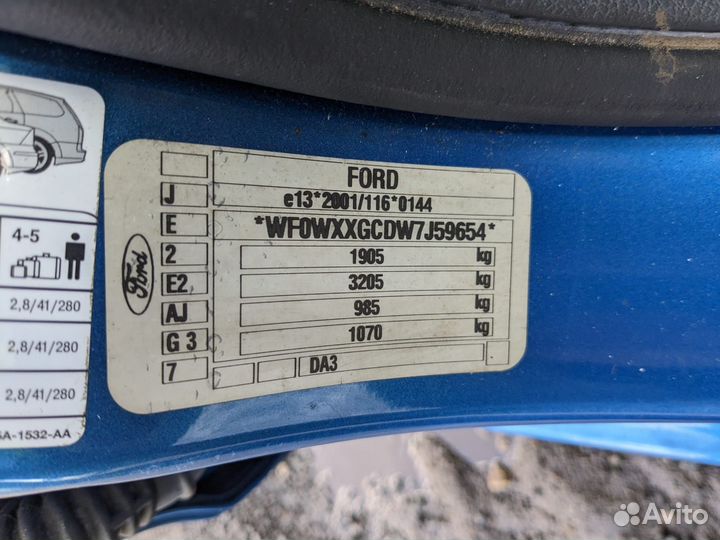 4-5
2,8/41/280
2,8/41/280
2,8/41/280
A-1532-AA
Ford
FORD
J e13*2001/116*0144
E *WF0WXXGCDW7J59654*
2 1905 kg
E2 3205 kg
AJ 985 kg
G 3 1070 kg
7 DA3
Avito